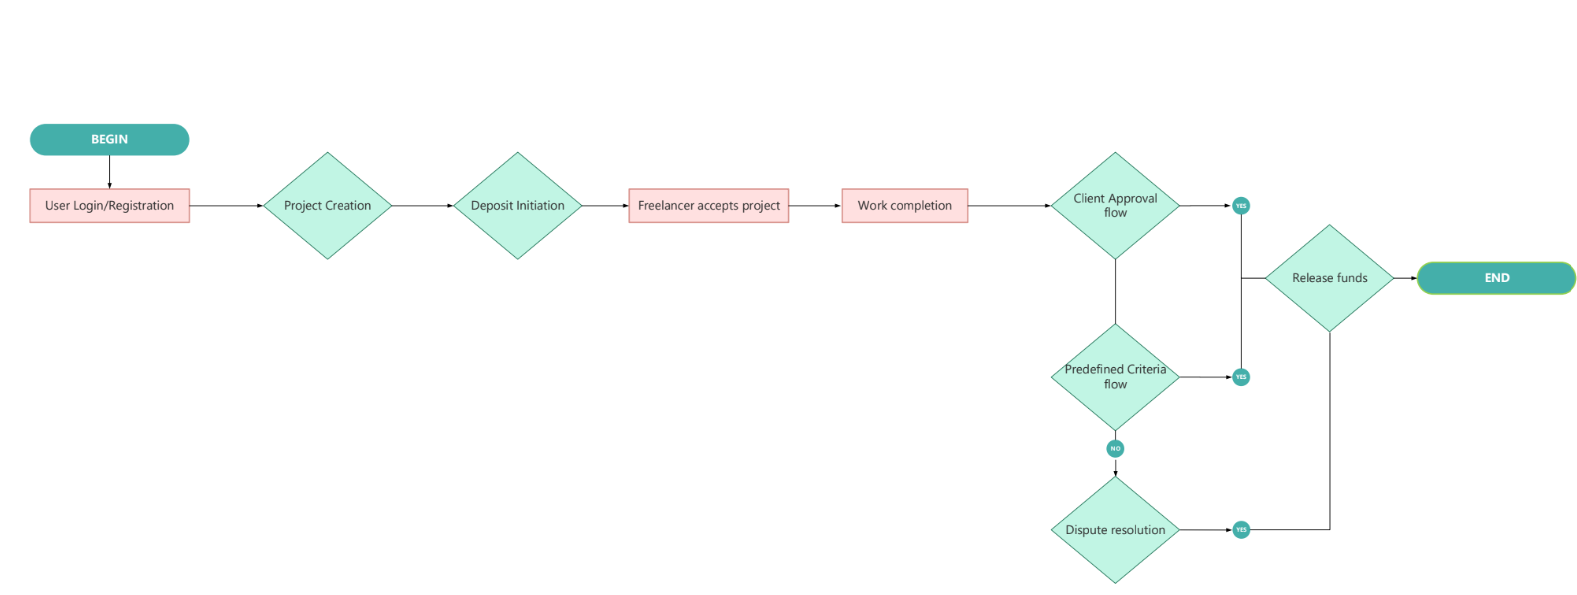 BEGIN
User Login/Registration
Project Creation
Deposit Initiation
Freelancer accepts project
Work completion
Client Approval
flow
YES
Release funds
END
Predefined Criteria
flow
YES
NO
Dispute resolution
YES